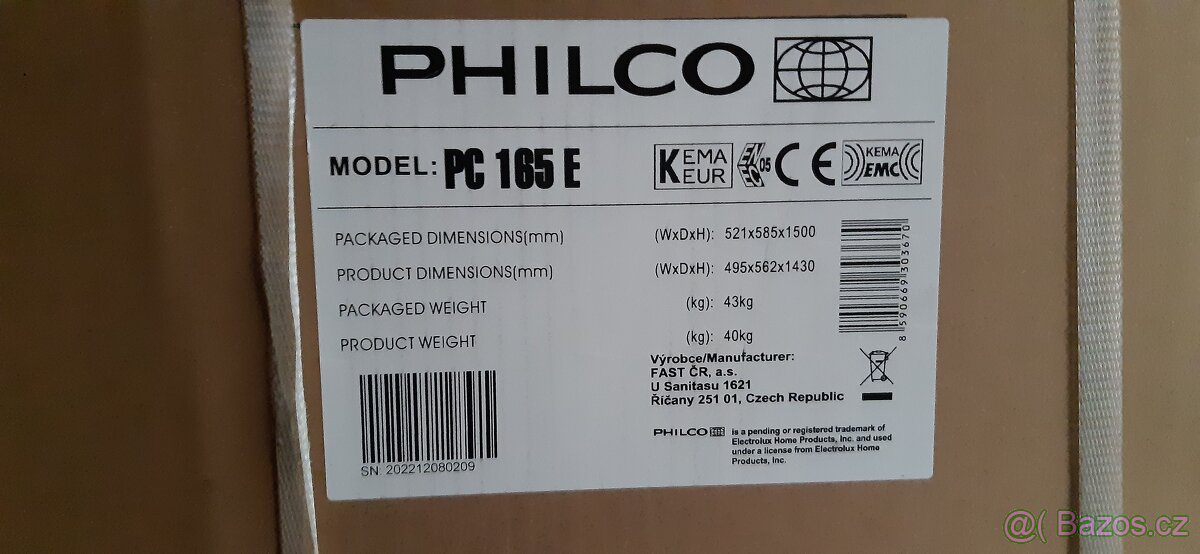 PHILCO
MODEL: PC 165 E
KEMA
KEUR
ENEC
05
CE
KEMA
EMC
PACKAGED DIMENSIONS(mm) (WxDxH): 521x585x1500
PRODUCT DIMENSIONS(mm) (WxDxH): 495x562x1430
PACKAGED WEIGHT (kg): 43kg
PRODUCT WEIGHT (kg): 40kg
8 590669 303670
Výrobce/Manufacturer:
FAST ČR, a.s.
U Sanitasu 1621
Říčany 251 01, Czech Republic
SN: 202212080209
PHILCO is a pending or registered trademark of
Electrolux Home Products, Inc. and used
under a license from Electrolux Home
Products, Inc.
@( Bazos.cz